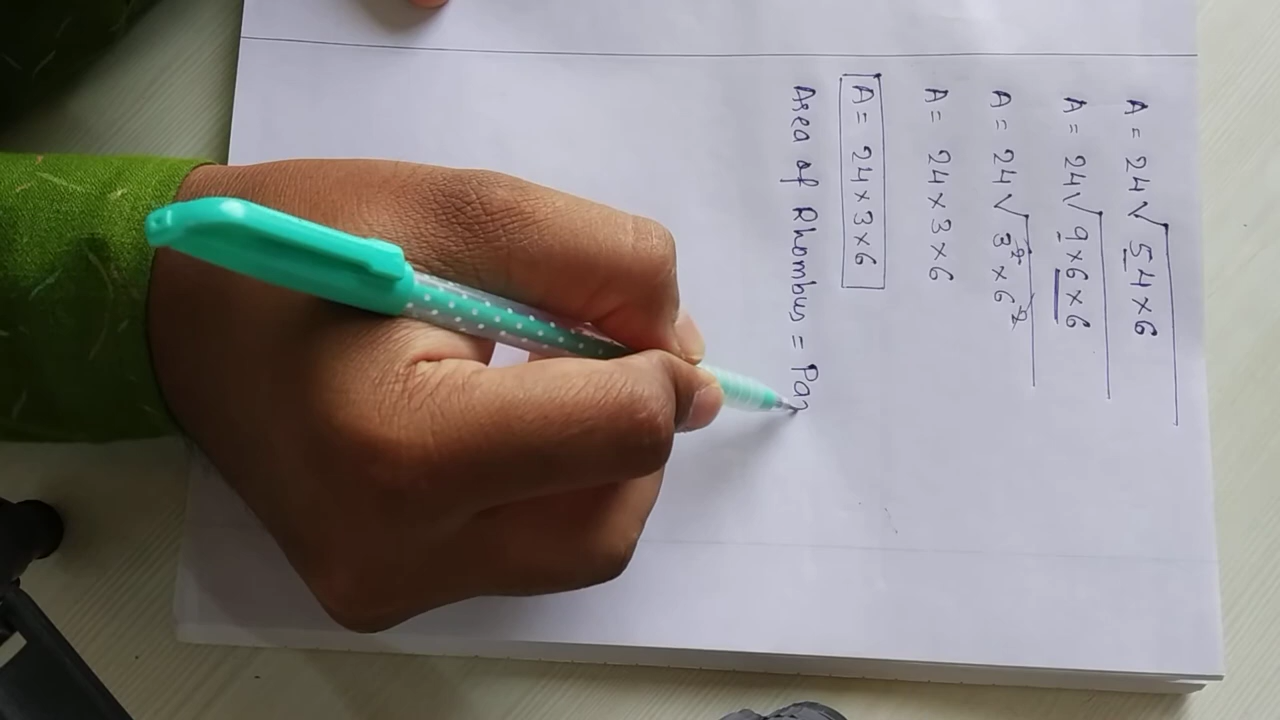 A = 24√54×6
A = 24√9×6×6
A = 24√3²×6²
A = 24×3×6
A = 24×3×6
Area of Rhombus = Par